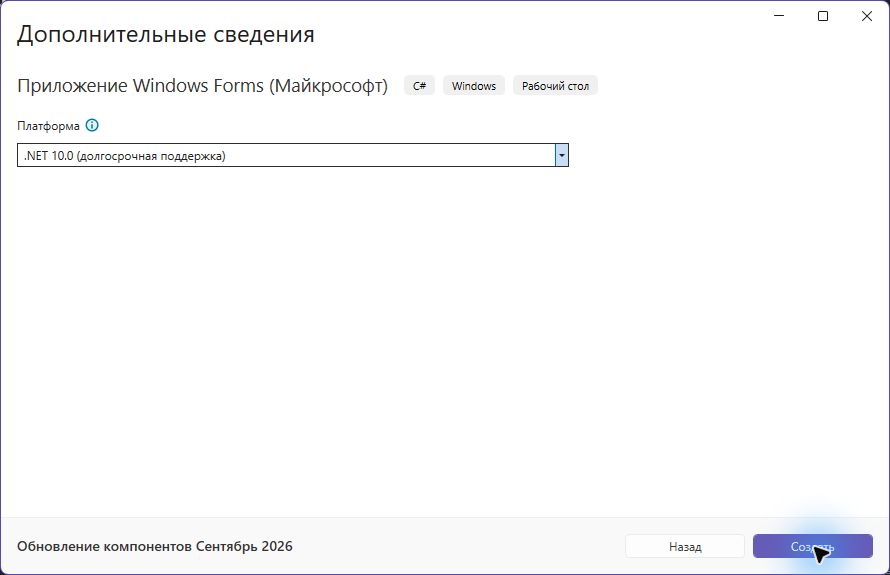 Дополнительные сведения
Приложение Windows Forms (Майкрософт) C# Windows Рабочий стол
Платформа
.NET 10.0 (долгосрочная поддержка)
Обновление компонентов Сентябрь 2026 Назад Создать